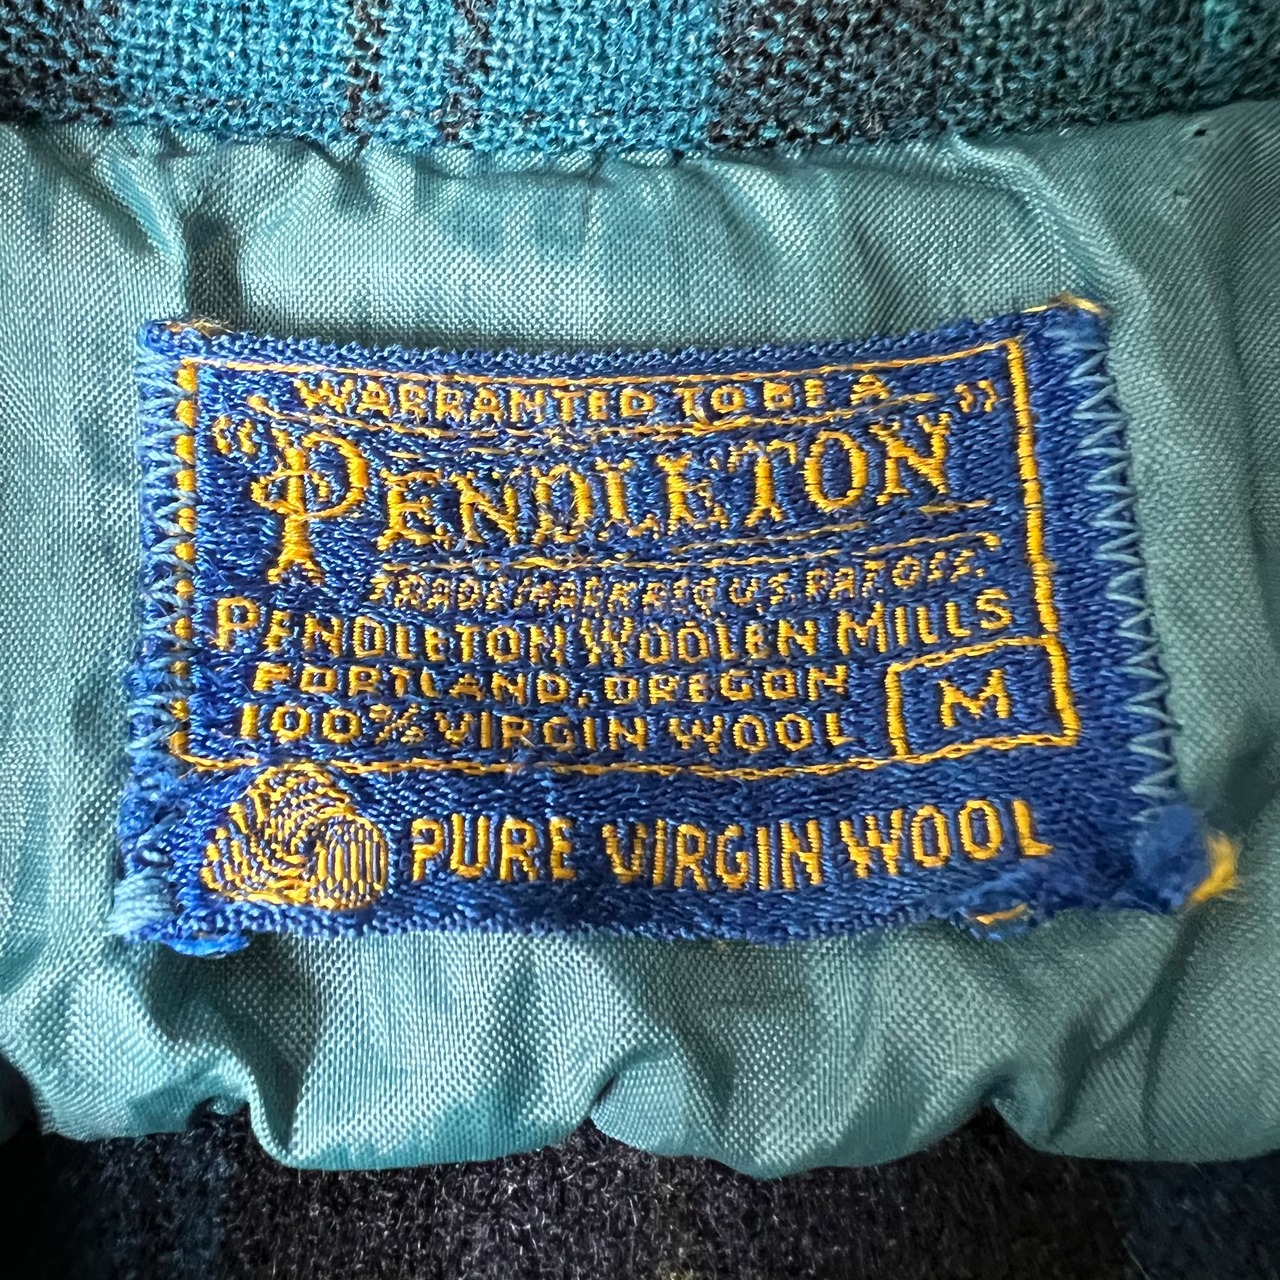 WARRANTED TO BE A
"PENDLETON"
TRADE MARK REG U.S. PAT. OFF.
PENDLETON WOOLEN MILLS
PORTLAND, OREGON
100% VIRGIN WOOL
M
PURE VIRGIN WOOL